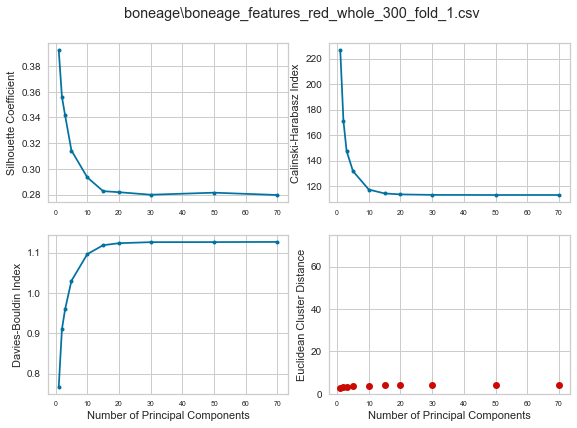 boneage\boneage_features_red_whole_300_fold_1.csv
Silhouette Coefficient
0.38
0.36
0.34
0.32
0.30
0.28
0 10 20 30 40 50 60 70
Calinski-Harabasz Index
220
200
180
160
140
120
0 10 20 30 40 50 60 70
Davies-Bouldin Index
1.1
1.0
0.9
0.8
0 10 20 30 40 50 60 70
Number of Principal Components
Euclidean Cluster Distance
60
40
20
0
0 10 20 30 40 50 60 70
Number of Principal Components